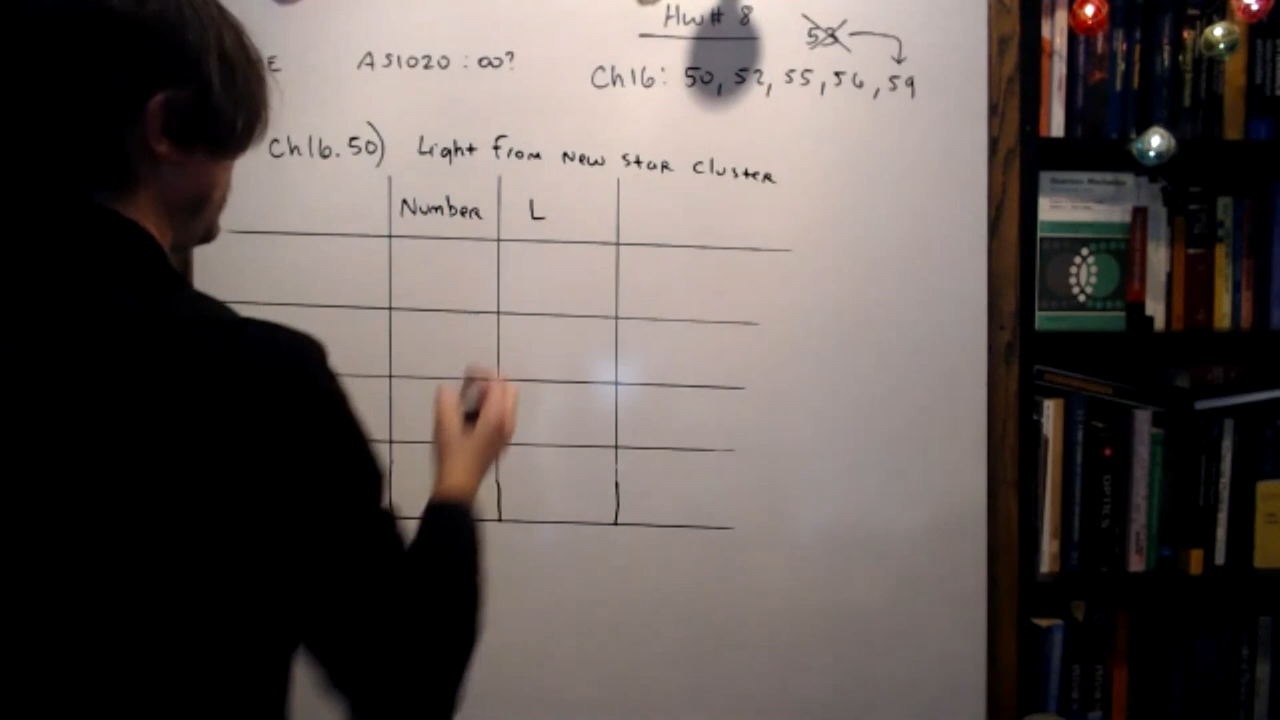 HW# 8
53
E AS1020:00?
Ch16: 50, 52, 55, 56, 59
Ch16.50) Light from New Star Cluster
Number L
OPTICS